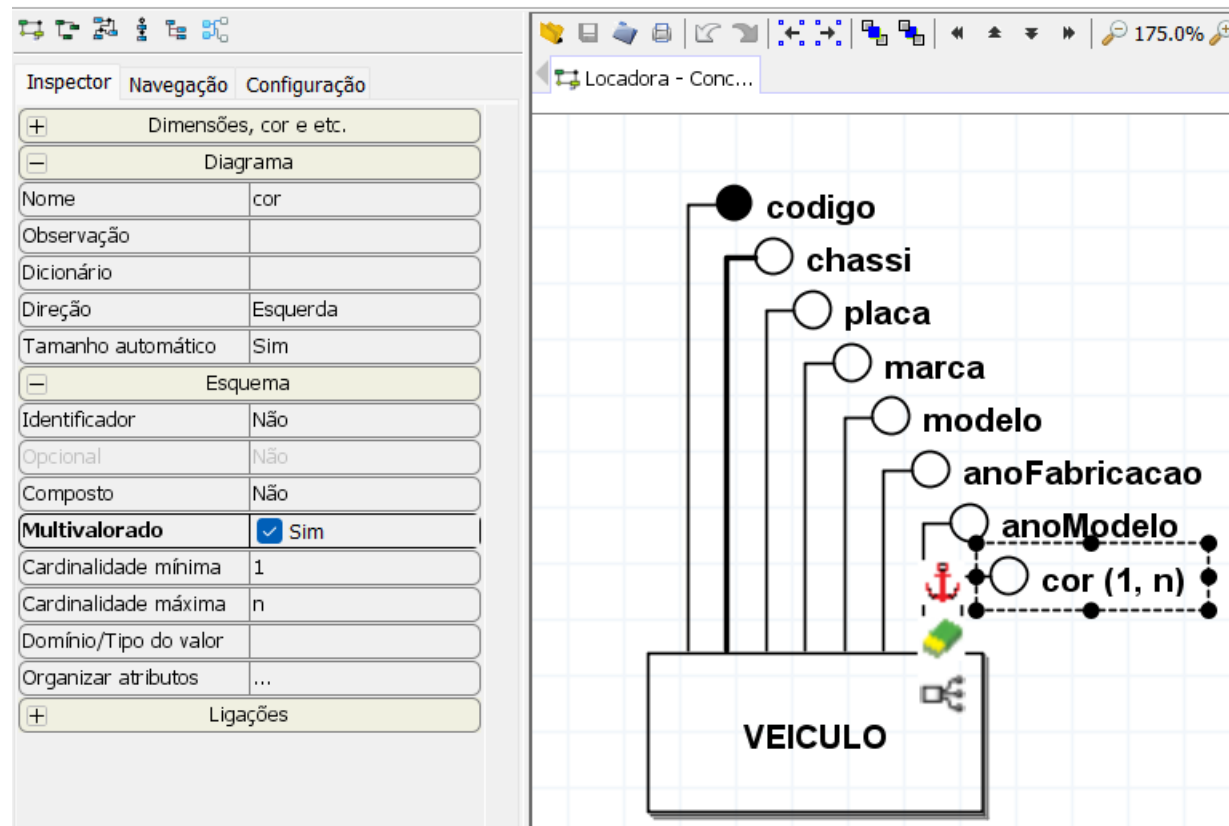 Inspector Navegação Configuração
Dimensões, cor e etc.
Diagrama
Nome cor
Observação
Dicionário
Direção Esquerda
Tamanho automático Sim
Esquema
Identificador Não
Opcional Não
Composto Não
Multivalorado Sim
Cardinalidade mínima 1
Cardinalidade máxima n
Domínio/Tipo do valor
Organizar atributos ...
Ligações
175.0%
Locadora - Conc...
codigo
chassi
placa
marca
modelo
anoFabricacao
anoModelo
cor (1, n)
VEICULO